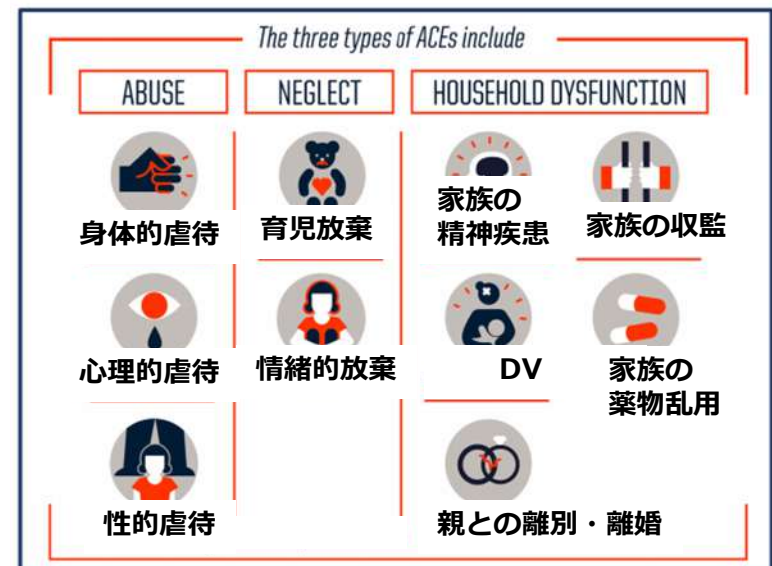 The three types of ACEs include
ABUSE
NEGLECT
HOUSEHOLD DYSFUNCTION
身体的虐待
育児放棄
家族の
精神疾患
家族の収監
心理的虐待
情緒的放棄
DV
家族の
薬物乱用
性的虐待
親との離別・離婚